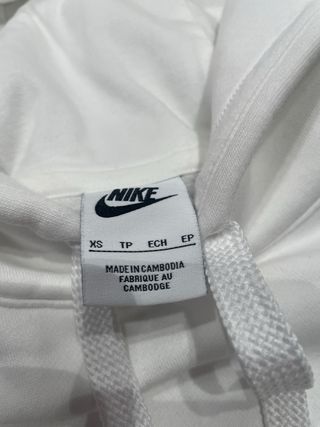 NIKE
XS TP ECH EP
MADE IN CAMBODIA
FABRIQUE AU
CAMBODGE